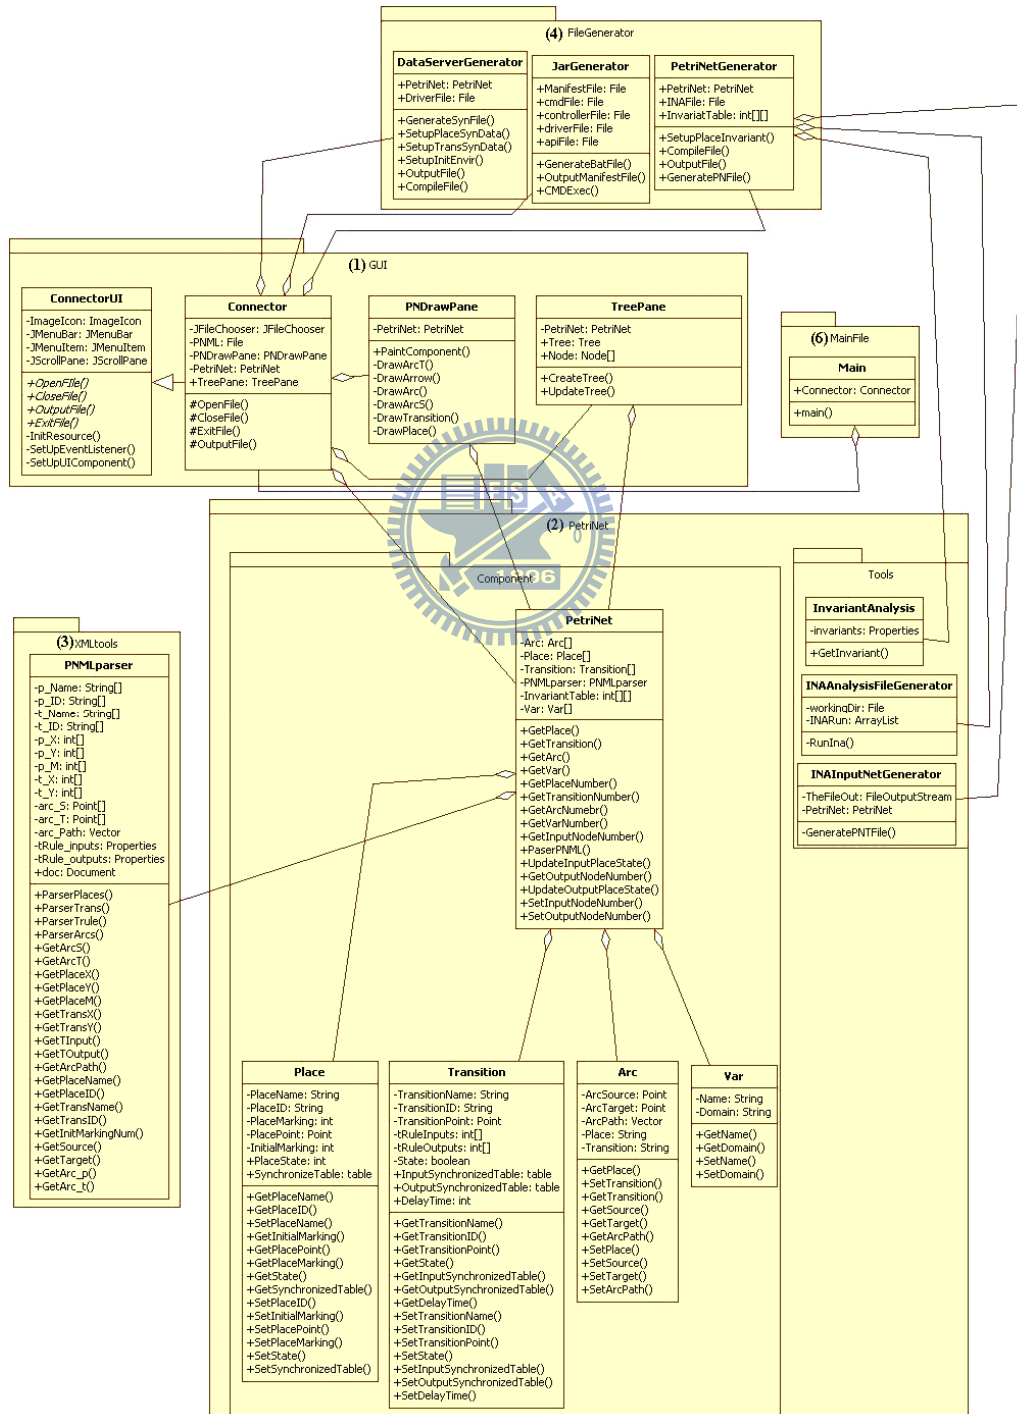 (4) FileGenerator
DataServerGenerator
+PetriNet: PetriNet
+DriverFile: File
+GenerateSynFile()
+SetupPlaceSynData()
+SetupTransSynData()
+SetupInitEnvir()
+OutputFile()
+CompileFile()
JarGenerator
+ManifestFile: File
+cmdFile: File
+controllerFile: File
+driverFile: File
+apiFile: File
+GenerateBatFile()
+OutputManifestFile()
+CMDExec()
PetriNetGenerator
+PetriNet: PetriNet
+INAFile: File
+InvariatTable: int[][]
+SetupPlaceInvariant()
+CompileFile()
+OutputFile()
+GeneratePNFile()
(1) GUI
ConnectorUI
-ImageIcon: ImageIcon
-JMenuBar: JMenuBar
-JMenuItem: JMenuItem
-JScrollPane: JScrollPane
+OpenFIle()
+CloseFile()
+OutputFile()
+ExitFile()
-InitResource()
-SetUpEventListener()
-SetUpUIComponent()
Connector
-JFileChooser: JFileChooser
-PNML: File
-PNDrawPane: PNDrawPane
-PetriNet: PetriNet
+TreePane: TreePane
#OpenFile()
#CloseFile()
#ExitFile()
#OutputFile()
PNDrawPane
-PetriNet: PetriNet
+PaintComponent()
-DrawArcT()
-DrawArrow()
-DrawArc()
-DrawArcS()
-DrawTransition()
-DrawPlace()
TreePane
-PetriNet: PetriNet
+Tree: Tree
+Node: Node[]
+CreateTree()
+UpdateTree()
(6) MainFile
Main
+Connector: Connector
+main()
(2) PetriNet
Component
1896
PetriNet
-Arc: Arc[]
-Place: Place[]
-Transition: Transition[]
-PNMLparser: PNMLparser
-InvariantTable: int[][]
-Var: Var[]
+GetPlace()
+GetTransition()
+GetArc()
+GetVar()
+GetPlaceNumber()
+GetTransitionNumber()
+GetArcNumebr()
+GetVarNumber()
+GetInputNodeNumber()
+PaserPNML()
+UpdateInputPlaceState()
+GetOutputNodeNumber()
+UpdateOutputPlaceState()
+SetInputNodeNumber()
+SetOutputNodeNumber()
Tools
InvariantAnalysis
-invariants: Properties
+GetInvariant()
INAAnalysisFileGenerator
-workingDir: File
-INARun: ArrayList
-RunIna()
INAInputNetGenerator
-TheFileOut: FileOutputStream
-PetriNet: PetriNet
-GeneratePNTFile()
(3) XMLtools
PNMLparser
-p_Name: String[]
-p_ID: String[]
-t_Name: String[]
-t_ID: String[]
-p_X: int[]
-p_Y: int[]
-p_M: int[]
-t_X: int[]
-t_Y: int[]
-arc_S: Point[]
-arc_T: Point[]
-arc_Path: Vector
-tRule_inputs: Properties
-tRule_outputs: Properties
+doc: Document
+ParserPlaces()
+ParserTrans()
+ParserTrule()
+ParserArcs()
+GetArcS()
+GetArcT()
+GetPlaceX()
+GetPlaceY()
+GetPlaceM()
+GetTransX()
+GetTransY()
+GetTInput()
+GetTOutput()
+GetArcPath()
+GetPlaceName()
+GetPlaceID()
+GetTransName()
+GetTransID()
+GetInitMarkingNum()
+GetSource()
+GetTarget()
+GetArc_p()
+GetArc_t()
Place
-PlaceName: String
-PlaceID: String
-PlaceMarking: int
-PlacePoint: Point
-InitialMarking: int
+PlaceState: int
+SynchronizeTable: table
+GetPlaceName()
+GetPlaceID()
+SetPlaceName()
+GetInitialMarking()
+GetPlacePoint()
+GetPlaceMarking()
+GetState()
+GetSynchronizedTable()
+SetPlaceID()
+SetInitialMarking()
+SetPlacePoint()
+SetPlaceMarking()
+SetState()
+SetSynchronizedTable()
Transition
-TransitionName: String
-TransitionID: String
-TransitionPoint: Point
-tRuleInputs: int[]
-tRuleOutputs: int[]
-State: boolean
+InputSynchronizedTable: table
+OutputSynchronizedTable: table
+DelayTime: int
+GetTransitionName()
+GetTransitionID()
+GetTransitionPoint()
+GetState()
+GetInputSynchronizedTable()
+GetOutputSynchronizedTable()
+GetDelayTime()
+SetTransitionName()
+SetTransitionID()
+SetTransitionPoint()
+SetState()
+SetInputSynchronizedTable()
+SetOutputSynchronizedTable()
+SetDelayTime()
Arc
-ArcSource: Point
-ArcTarget: Point
-ArcPath: Vector
-Place: String
-Transition: String
+GetPlace()
+SetTransition()
+GetTransition()
+GetSource()
+GetTarget()
+GetArcPath()
+SetPlace()
+SetSource()
+SetTarget()
+SetArcPath()
Var
-Name: String
-Domain: String
+GetName()
+GetDomain()
+SetName()
+SetDomain()